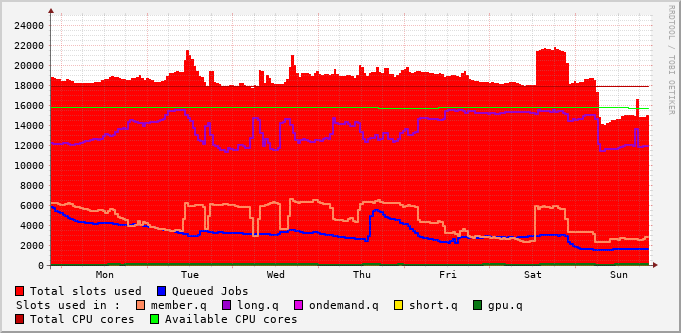 24000
22000
20000
18000
16000
14000
12000
10000
8000
6000
4000
2000
0
Mon Tue Wed Thu Fri Sat Sun
RRDTOOL / TOBI OETIKER
Total slots used Queued Jobs
Slots used in : member.q long.q ondemand.q short.q gpu.q
Total CPU cores Available CPU cores